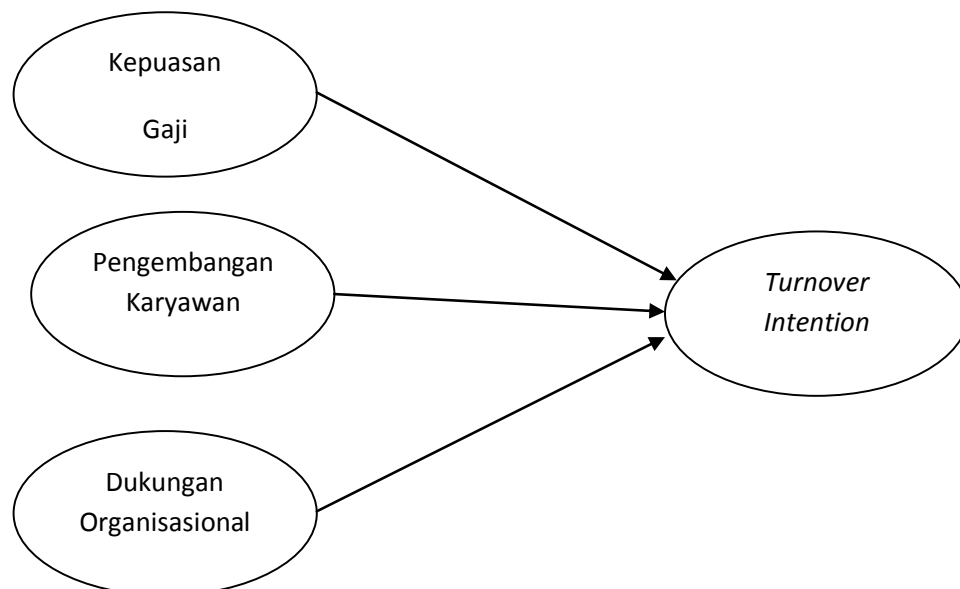 Kepuasan
Gaji
Pengembangan
Karyawan
Turnover
Intention
Dukungan
Organisasional